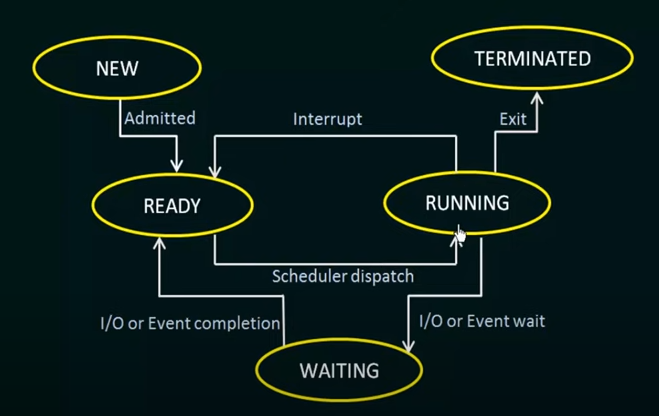 TERMINATED
NEW
Admitted
Interrupt
Exit
READY
RUNNING
Scheduler dispatch
I/O or Event completion
I/O or Event wait
WAITING